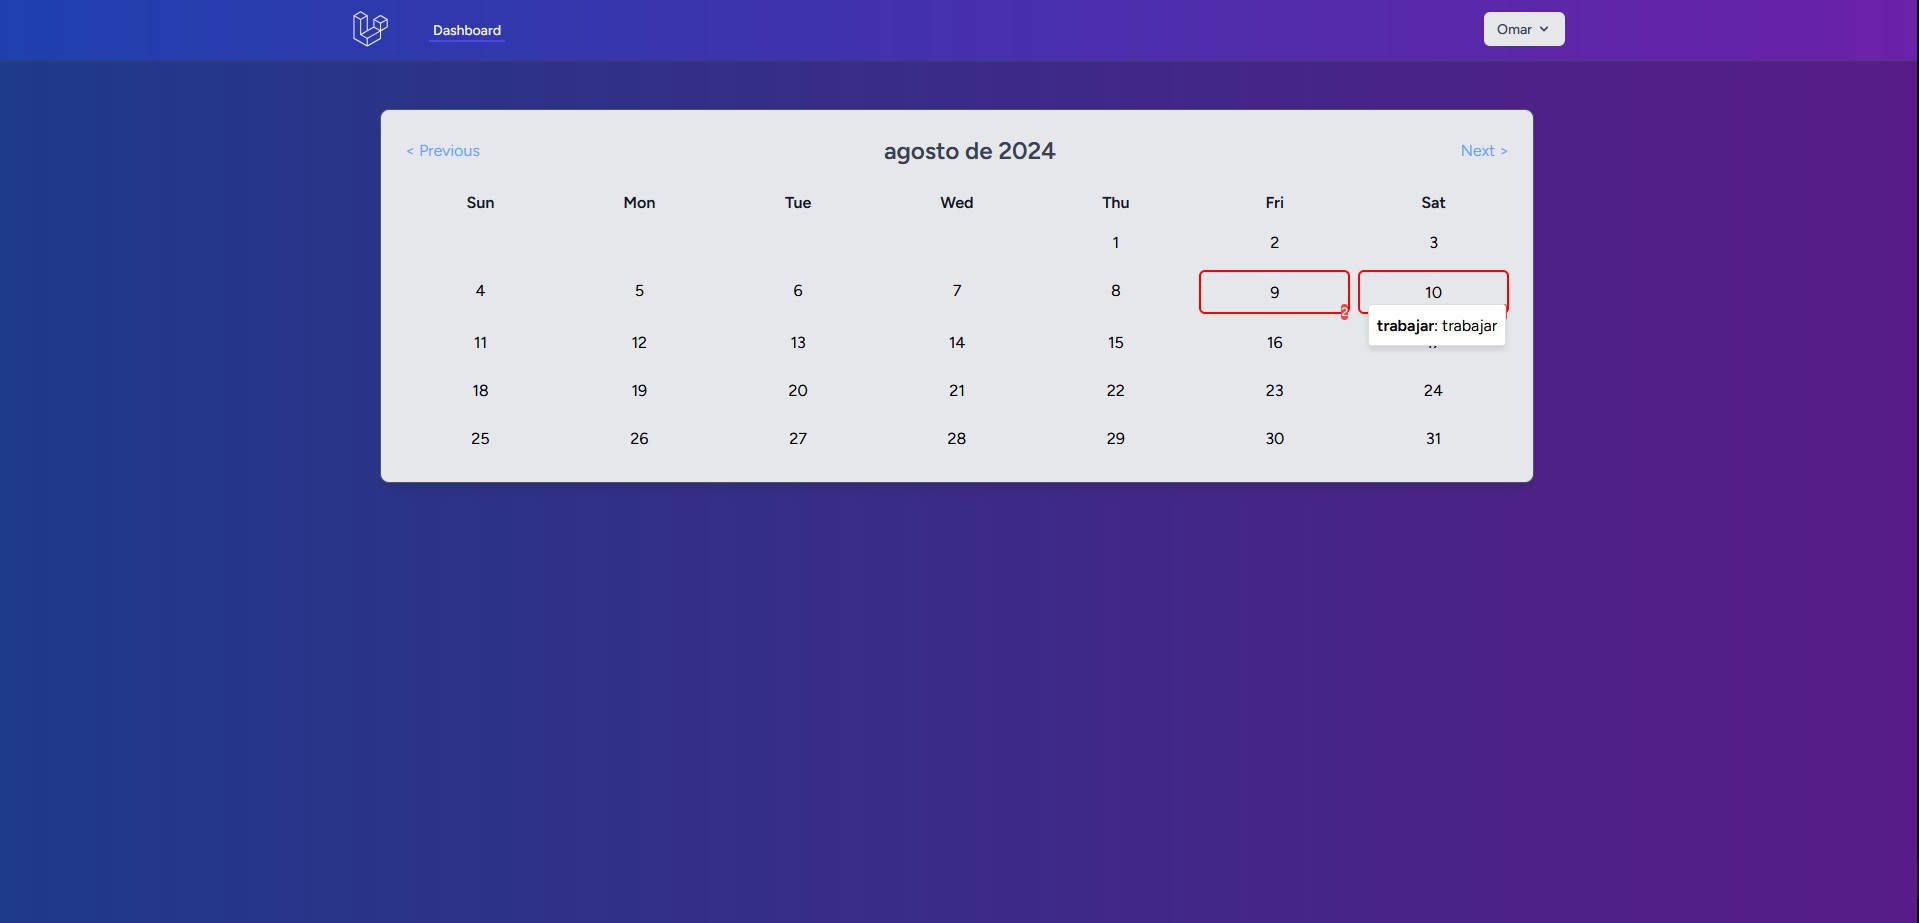 Dashboard
Omar
< Previous
agosto de 2024
Next >
Sun Mon Tue Wed Thu Fri Sat
1 2 3
4 5 6 7 8 9 10
2
trabajar: trabajar
11 12 13 14 15 16
18 19 20 21 22 23 24
25 26 27 28 29 30 31